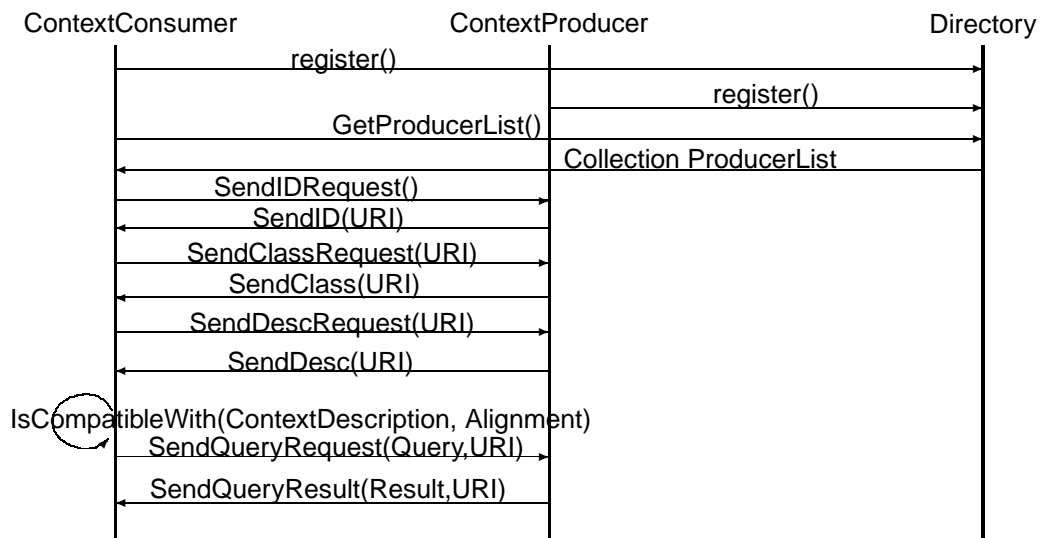 ContextConsumer ContextProducer Directory
register()
register()
GetProducerList()
Collection ProducerList
SendIDRequest()
SendID(URI)
SendClassRequest(URI)
SendClass(URI)
SendDescRequest(URI)
SendDesc(URI)
IsCompatibleWith(ContextDescription, Alignment)
SendQueryRequest(Query,URI)
SendQueryResult(Result,URI)